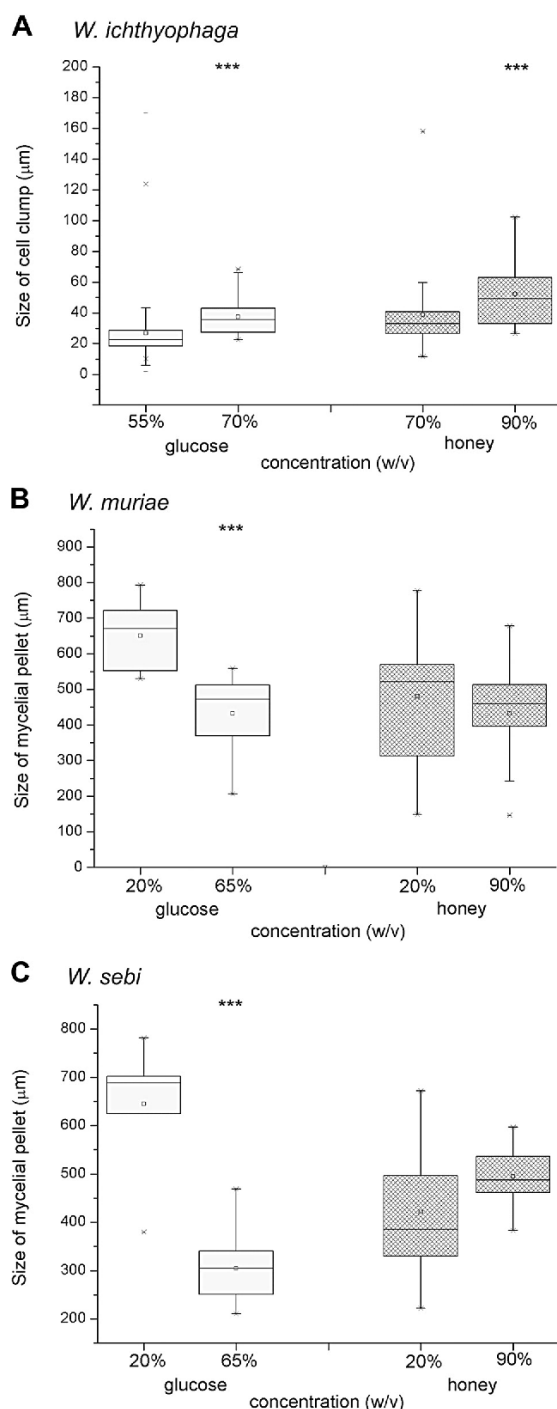 A W. ichthyophaga
*** ***
Size of cell clump (μm)
200
180
160
140
120
100
80
60
40
20
0
55% 70% 70% 90%
glucose honey
concentration (w/v)
B W. muriae
***
Size of mycelial pellet (μm)
900
800
700
600
500
400
300
200
100
0
20% 65% 20% 90%
glucose honey
concentration (w/v)
C W. sebi
***
Size of mycelial pellet (μm)
800
700
600
500
400
300
200
20% 65% 20% 90%
glucose honey
concentration (w/v)